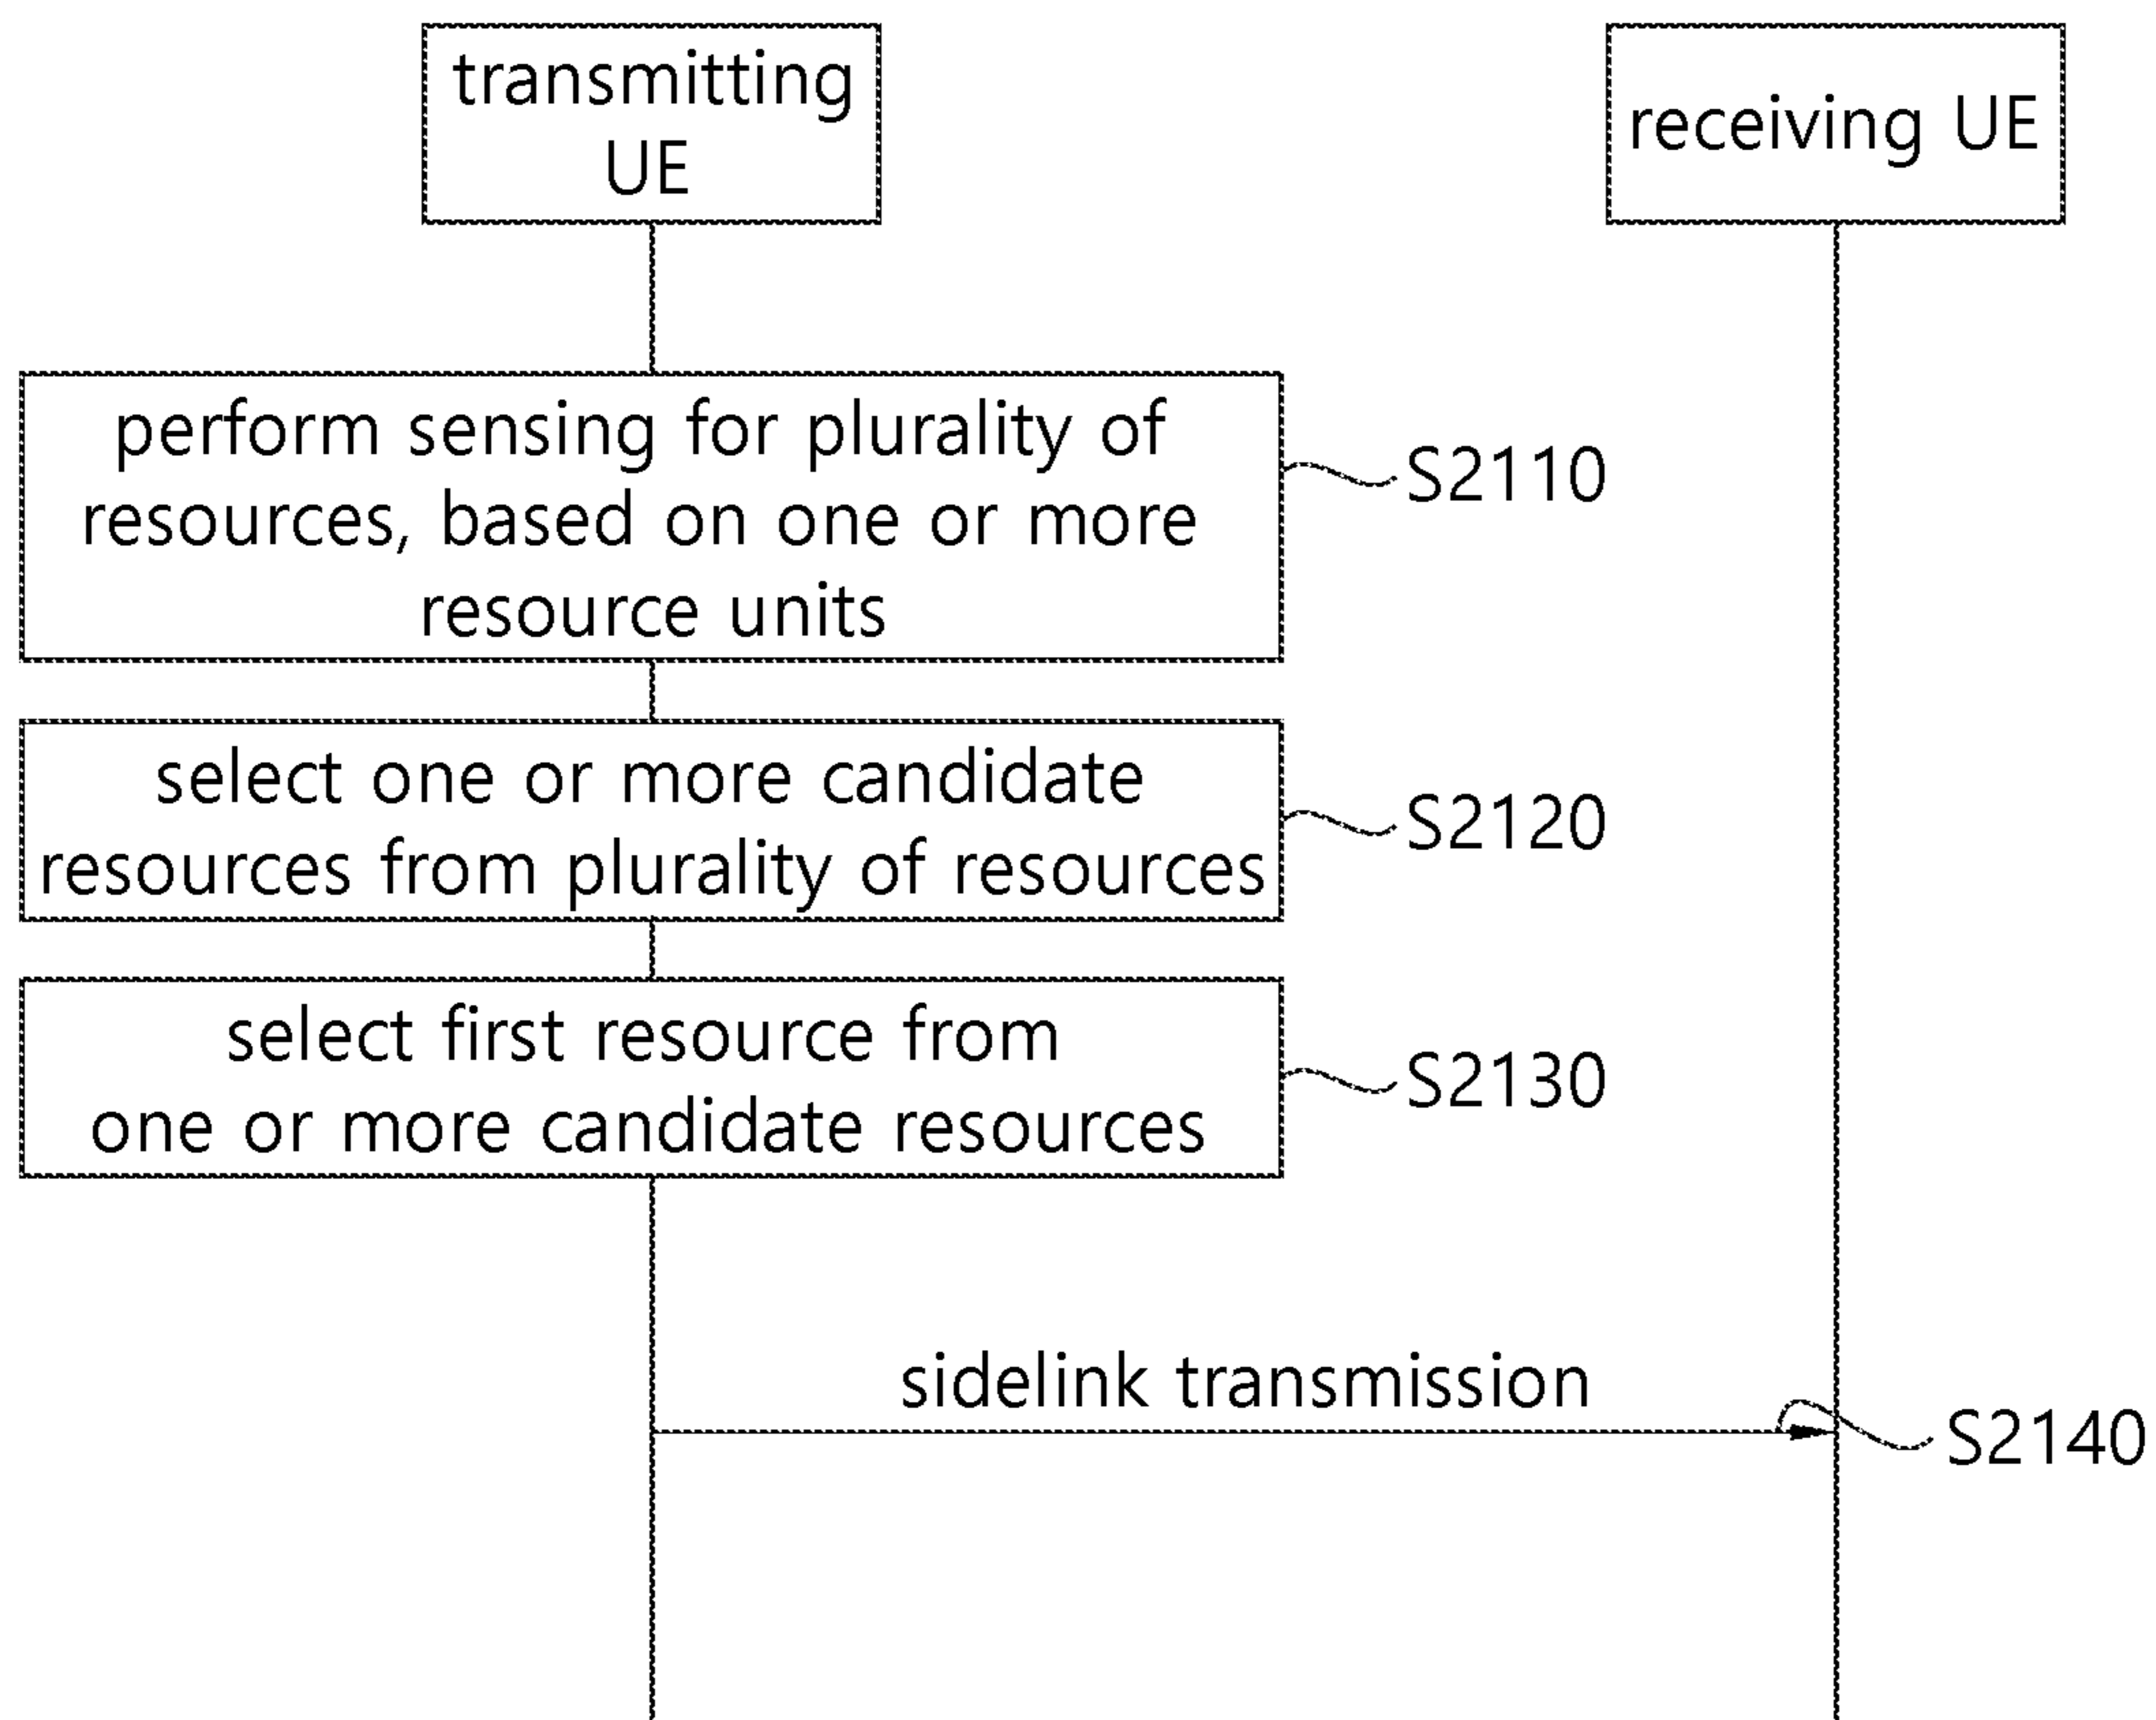 transmitting
UE
receiving UE
perform sensing for plurality of
resources, based on one or more
resource units
S2110
select one or more candidate
resources from plurality of resources
S2120
select first resource from
one or more candidate resources
S2130
sidelink transmission
S2140